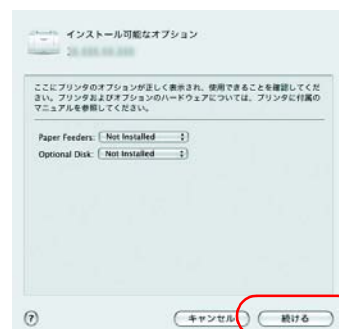 インストール可能なオプション
ここにプリンタのオプションが正しく表示され、使用できることを確認してくだ
さい。プリンタおよびオプションのハードウェアについては、プリンタに付属の
マニュアルを参照してください。
Paper Feeders: Not Installed
Optional Disk: Not Installed
?
キャンセル
続ける